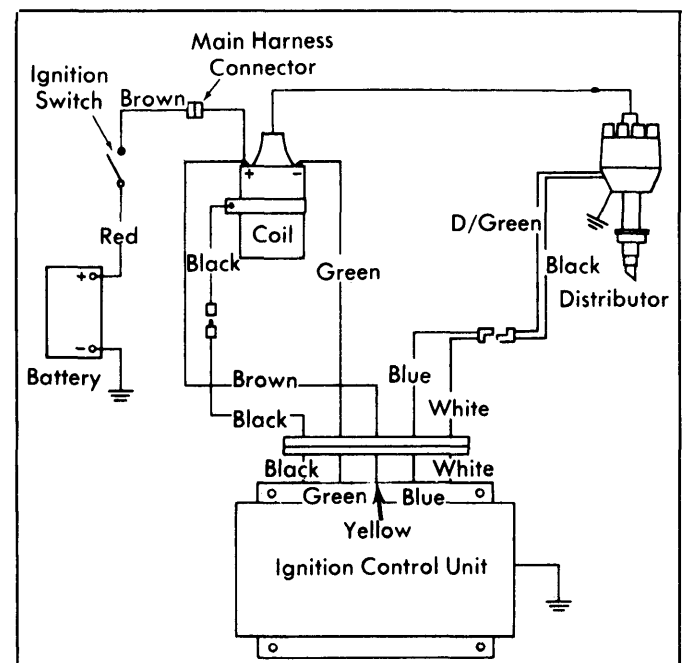 Main Harness
Connector
Ignition
Switch
Brown
+ -
Coil
D/Green
Red
Black
Green
Black
Distributor
+
-
Battery
Brown
Blue
Black
White
Black
White
Green
Blue
Yellow
Ignition Control Unit